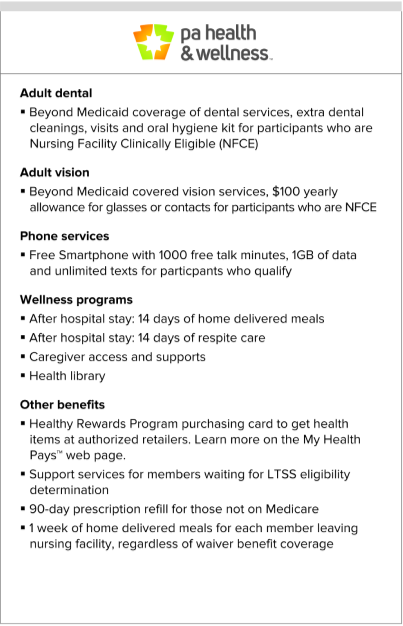 pa health
& wellness™
Adult dental
▪ Beyond Medicaid coverage of dental services, extra dental
cleanings, visits and oral hygiene kit for participants who are
Nursing Facility Clinically Eligible (NFCE)
Adult vision
▪ Beyond Medicaid covered vision services, $100 yearly
allowance for glasses or contacts for participants who are NFCE
Phone services
▪ Free Smartphone with 1000 free talk minutes, 1GB of data
and unlimited texts for particpants who qualify
Wellness programs
▪ After hospital stay: 14 days of home delivered meals
▪ After hospital stay: 14 days of respite care
▪ Caregiver access and supports
▪ Health library
Other benefits
▪ Healthy Rewards Program purchasing card to get health
items at authorized retailers. Learn more on the My Health
Pays™ web page.
▪ Support services for members waiting for LTSS eligibility
determination
▪ 90-day prescription refill for those not on Medicare
▪ 1 week of home delivered meals for each member leaving
nursing facility, regardless of waiver benefit coverage